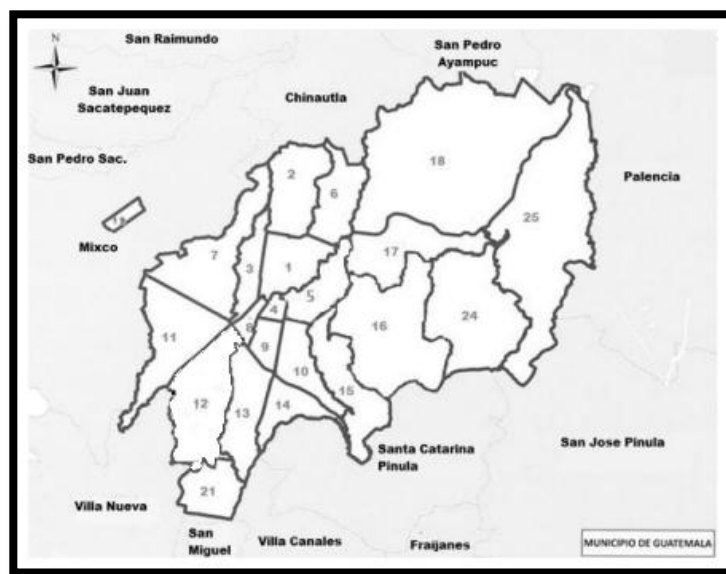 N
San Raimundo
San Pedro
Ayampuc
San Juan
Sacatepequez
Chinautla
San Pedro Sac.
2
6
18
Palencia
25
Mixco
7
3
1
17
5
4
8
9
16
24
11
10
15
12
13
14
Santa Catarina
Pinula
San Jose Pinula
21
Villa Nueva
San
Miguel
Villa Canales
Fraijanes
MUNICIPIO DE GUATEMALA